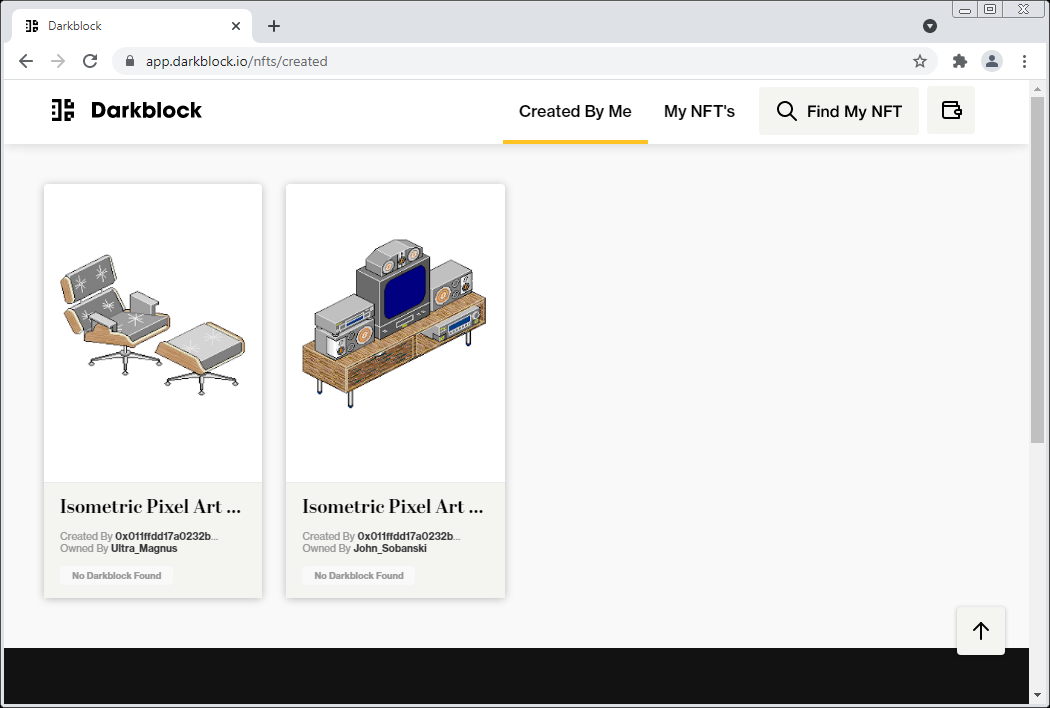 Darkblock
app.darkblock.io/nfts/created
Darkblock
Created By Me
My NFT's
Find My NFT
Isometric Pixel Art ...
Created By 0x011ffdd17a0232b...
Owned By Ultra_Magnus
No Darkblock Found
Isometric Pixel Art ...
Created By 0x011ffdd17a0232b...
Owned By John_Sobanski
No Darkblock Found